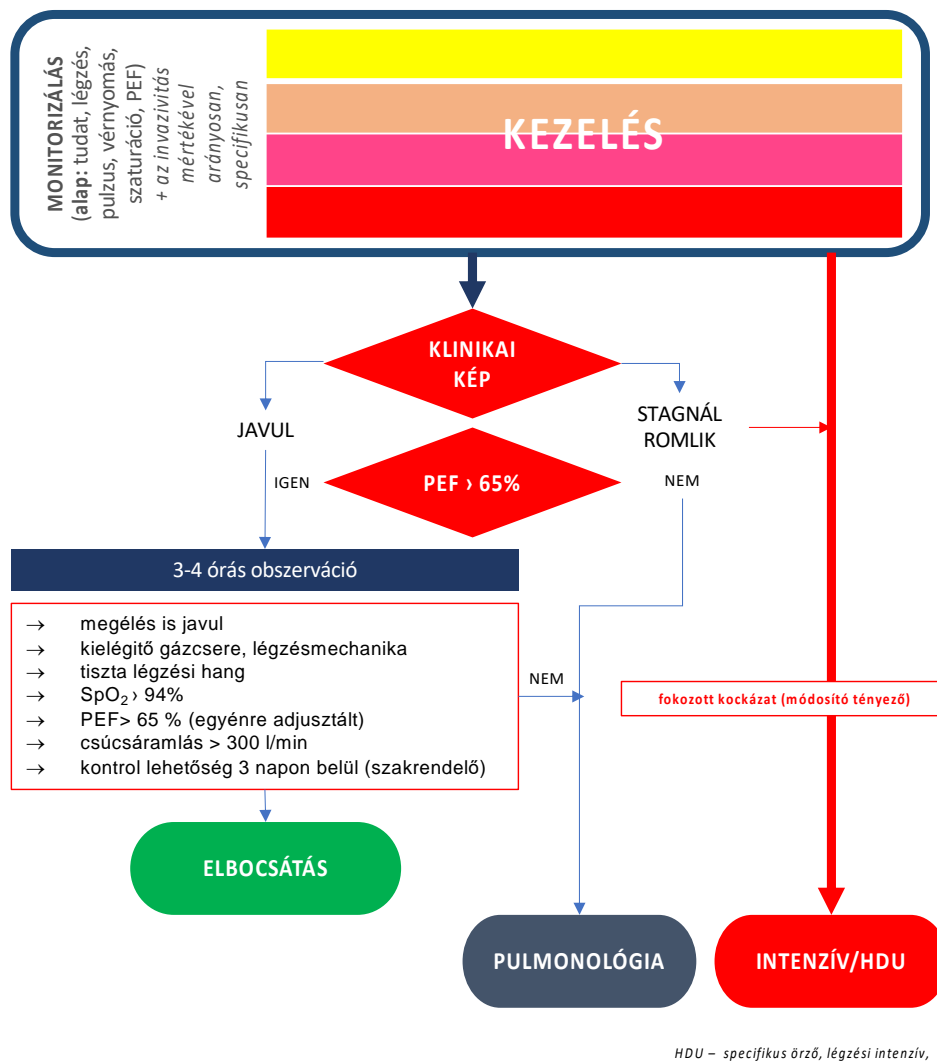 MONITORIZÁLÁS
(alap: tudat, légzés,
pulzus, vérnyomás,
szaturáció, PEF)
+ az invazivitás
mértékével
arányosan,
specifikusan
KEZELÉS
KLINIKAI
KÉP
JAVUL
STAGNÁL
ROMLIK
IGEN
PEF › 65%
NEM
3-4 órás obszerváció
→ megélés is javul
→ kielégitő gázcsere, légzésmechanika
→ tiszta légzési hang
→ SpO₂ › 94%
→ PEF> 65 % (egyénre adjusztált)
→ csúcsáramlás > 300 l/min
→ kontrol lehetőség 3 napon belül (szakrendelő)
NEM
fokozott kockázat (módosító tényező)
ELBOCSÁTÁS
PULMONOLÓGIA
INTENZÍV/HDU
HDU – specifikus örző, légzési intenzív,